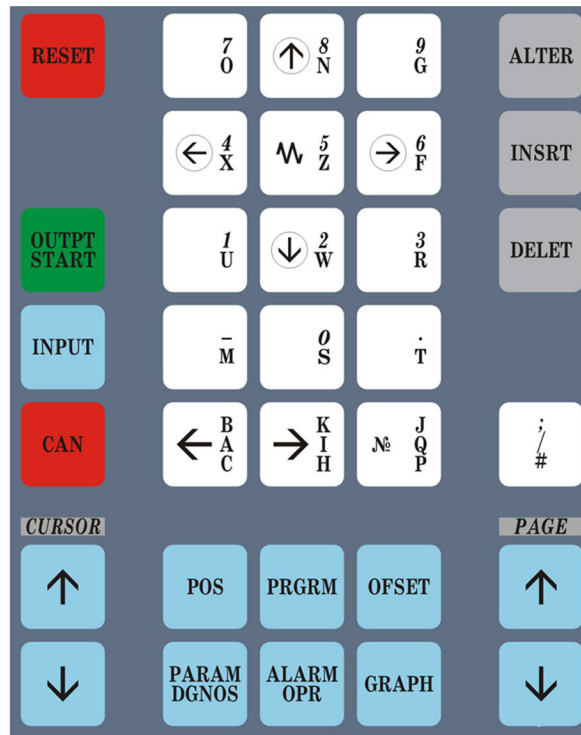 RESET
7
O
8
N
9
G
ALTER
4
X
5
Z
6
F
INSRT
OUTPT
START
1
U
2
W
3
R
DELET
INPUT
–
M
0
S
.
T
CAN
B
A
C
K
I
H
№
J
Q
P
;
/
#
CURSOR
PAGE
POS
PRGRM
OFSET
PARAM
DGNOS
ALARM
OPR
GRAPH